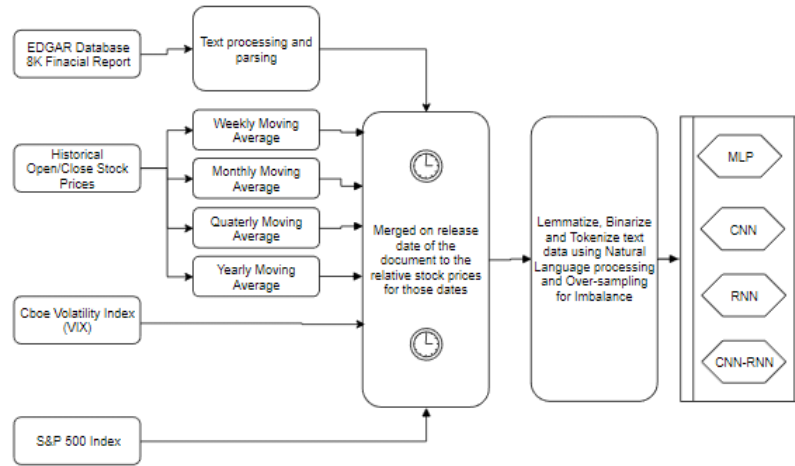 EDGAR Database
8K Finacial Report
Text processing and
parsing
Historical
Open/Close Stock
Prices
Weekly Moving
Average
Monthly Moving
Average
Quaterly Moving
Average
Yearly Moving
Average
Cboe Volatility Index
(VIX)
S&P 500 Index
Merged on release
date of the
document to the
relative stock prices
for those dates
Lemmatize, Binarize
and Tokenize text
data using Natural
Language processing
and Over-sampling
for Imbalance
MLP
CNN
RNN
CNN-RNN